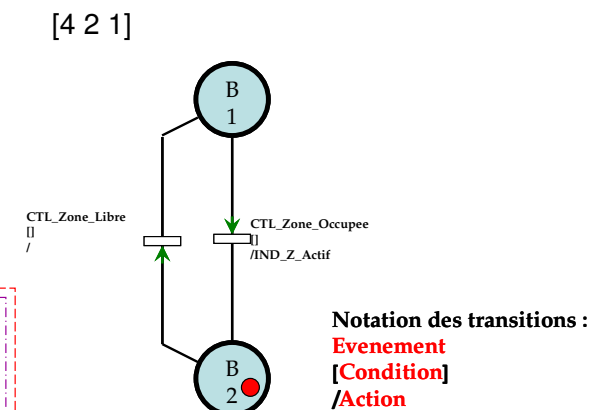 [4 2 1]
B
1
CTL_Zone_Libre
[]
/
CTL_Zone_Occupee
[]
/IND_Z_Actif
B
2
Notation des transitions :
Evenement
[Condition]
/Action